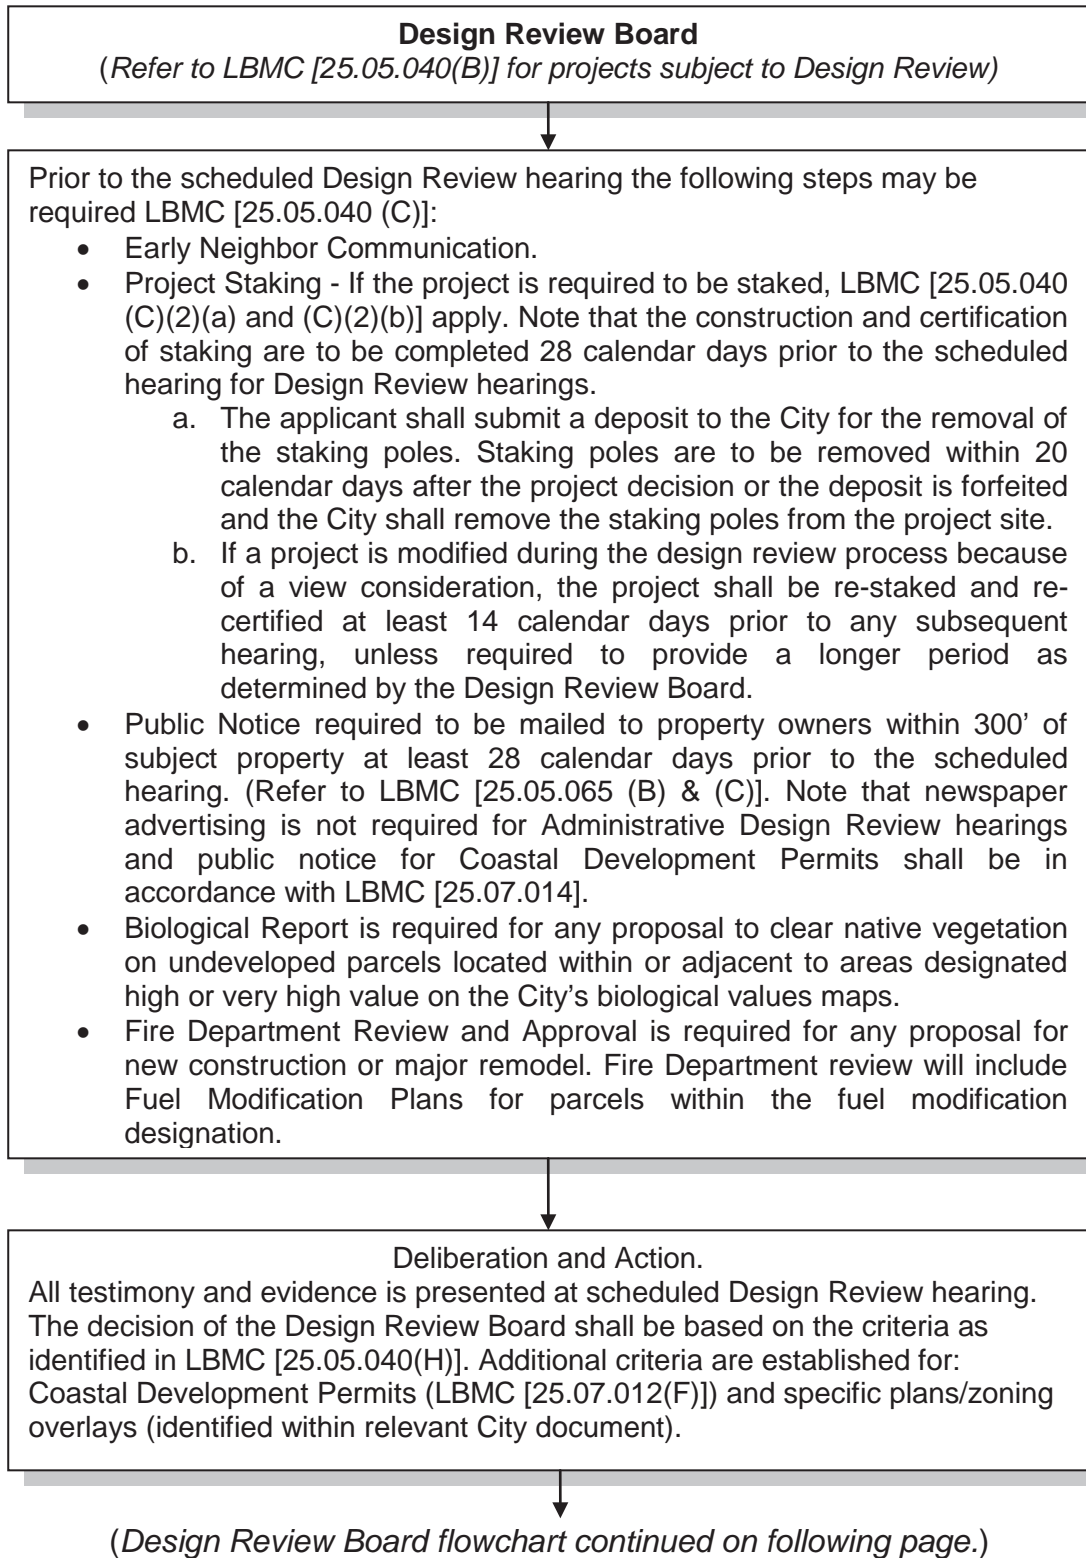 Design Review Board
(Refer to LBMC [25.05.040(B)] for projects subject to Design Review)
Prior to the scheduled Design Review hearing the following steps may be
required LBMC [25.05.040 (C)]:
• Early Neighbor Communication.
• Project Staking - If the project is required to be staked, LBMC [25.05.040
(C)(2)(a) and (C)(2)(b)] apply. Note that the construction and certification
of staking are to be completed 28 calendar days prior to the scheduled
hearing for Design Review hearings.
a. The applicant shall submit a deposit to the City for the removal of
the staking poles. Staking poles are to be removed within 20
calendar days after the project decision or the deposit is forfeited
and the City shall remove the staking poles from the project site.
b. If a project is modified during the design review process because
of a view consideration, the project shall be re-staked and re-
certified at least 14 calendar days prior to any subsequent
hearing, unless required to provide a longer period as
determined by the Design Review Board.
• Public Notice required to be mailed to property owners within 300’ of
subject property at least 28 calendar days prior to the scheduled
hearing. (Refer to LBMC [25.05.065 (B) & (C)]. Note that newspaper
advertising is not required for Administrative Design Review hearings
and public notice for Coastal Development Permits shall be in
accordance with LBMC [25.07.014].
• Biological Report is required for any proposal to clear native vegetation
on undeveloped parcels located within or adjacent to areas designated
high or very high value on the City’s biological values maps.
• Fire Department Review and Approval is required for any proposal for
new construction or major remodel. Fire Department review will include
Fuel Modification Plans for parcels within the fuel modification
designation.
Deliberation and Action.
All testimony and evidence is presented at scheduled Design Review hearing.
The decision of the Design Review Board shall be based on the criteria as
identified in LBMC [25.05.040(H)]. Additional criteria are established for:
Coastal Development Permits (LBMC [25.07.012(F)]) and specific plans/zoning
overlays (identified within relevant City document).
(Design Review Board flowchart continued on following page.)